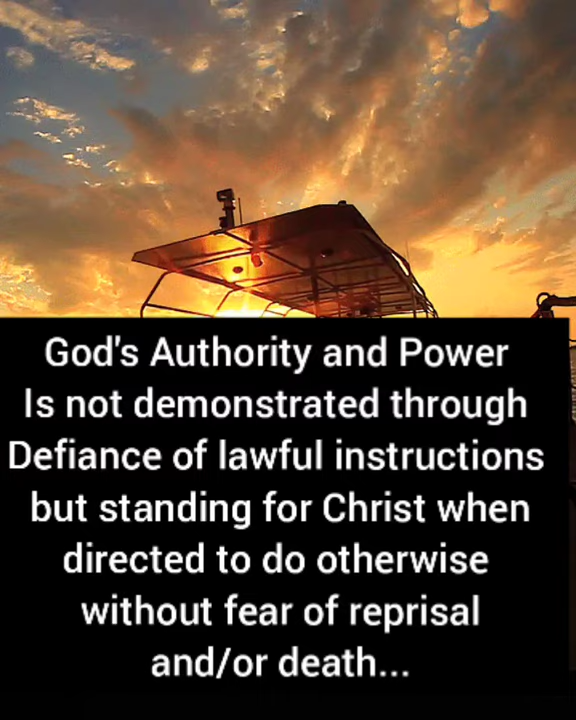 God's Authority and Power
Is not demonstrated through
Defiance of lawful instructions
but standing for Christ when
directed to do otherwise
without fear of reprisal
and/or death...